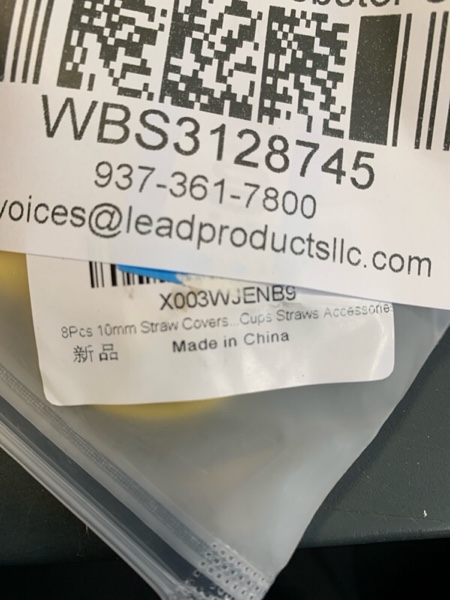 WBS3128745
937-361-7800
voices@leadproductsllc.com
X003WJENB9
8Pcs 10mm Straw Covers...Cups Straws Accessorie
新品
Made in China